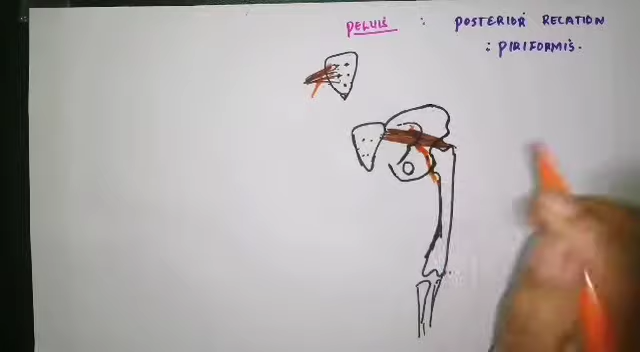 PELVIS : POSTERIOR RELATION
: PIRIFORMIS.